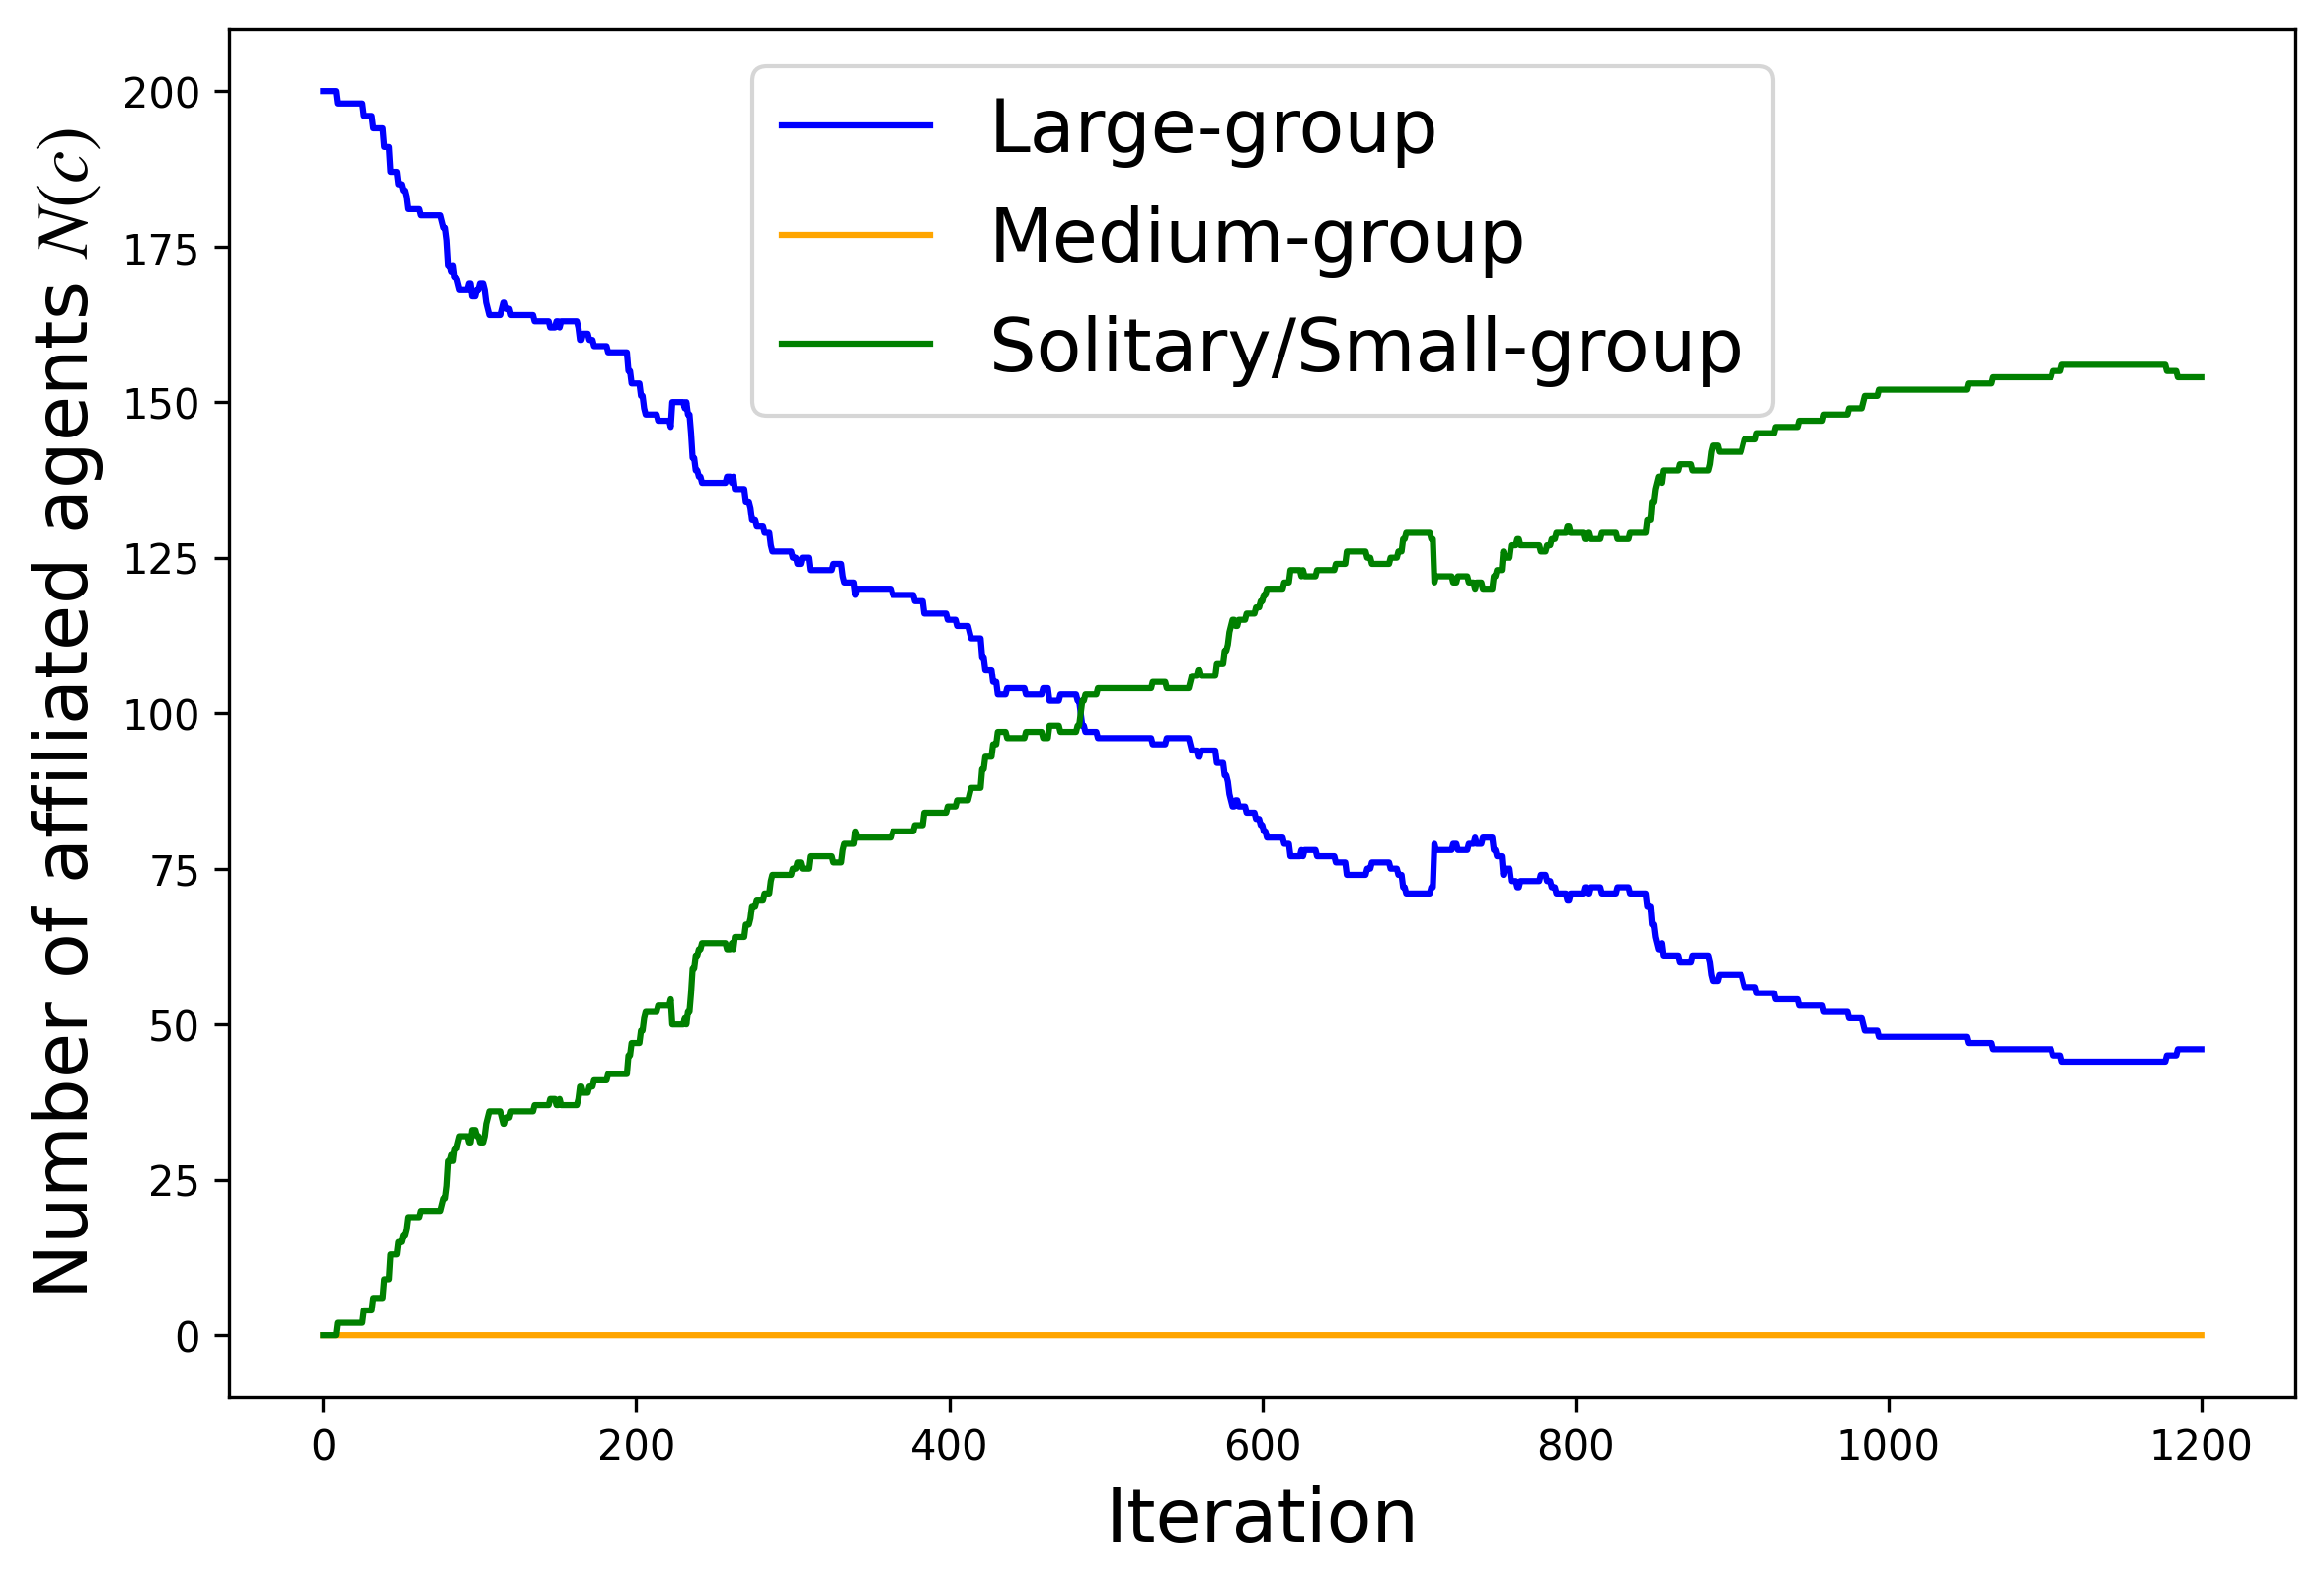 Number of affiliated agents N(c)
200
175
150
125
100
75
50
25
0
Large-group
Medium-group
Solitary/Small-group
0 200 400 600 800 1000 1200
Iteration